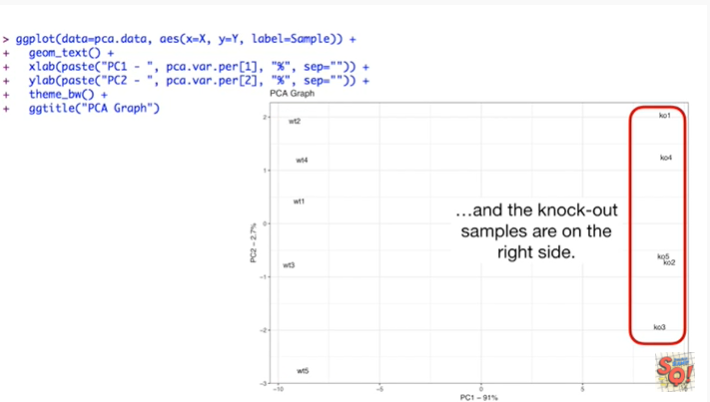 > ggplot(data=pca.data, aes(x=X, y=Y, label=Sample)) +
+   geom_text() +
+   xlab(paste("PC1 - ", pca.var.per[1], "%", sep="")) +
+   ylab(paste("PC2 - ", pca.var.per[2], "%", sep="")) +
+   theme_bw() +
+   ggtitle("PCA Graph")
PCA Graph
2
wt2
ko1
wt4
ko4
1
wt1
...and the knock-out
samples are on the
right side.
0
PC2 - 2.7%
wt3
ko5
ko2
-1
-2
ko3
wt5
-3
-10
-5
0
5
PC1 - 91%
SQ!